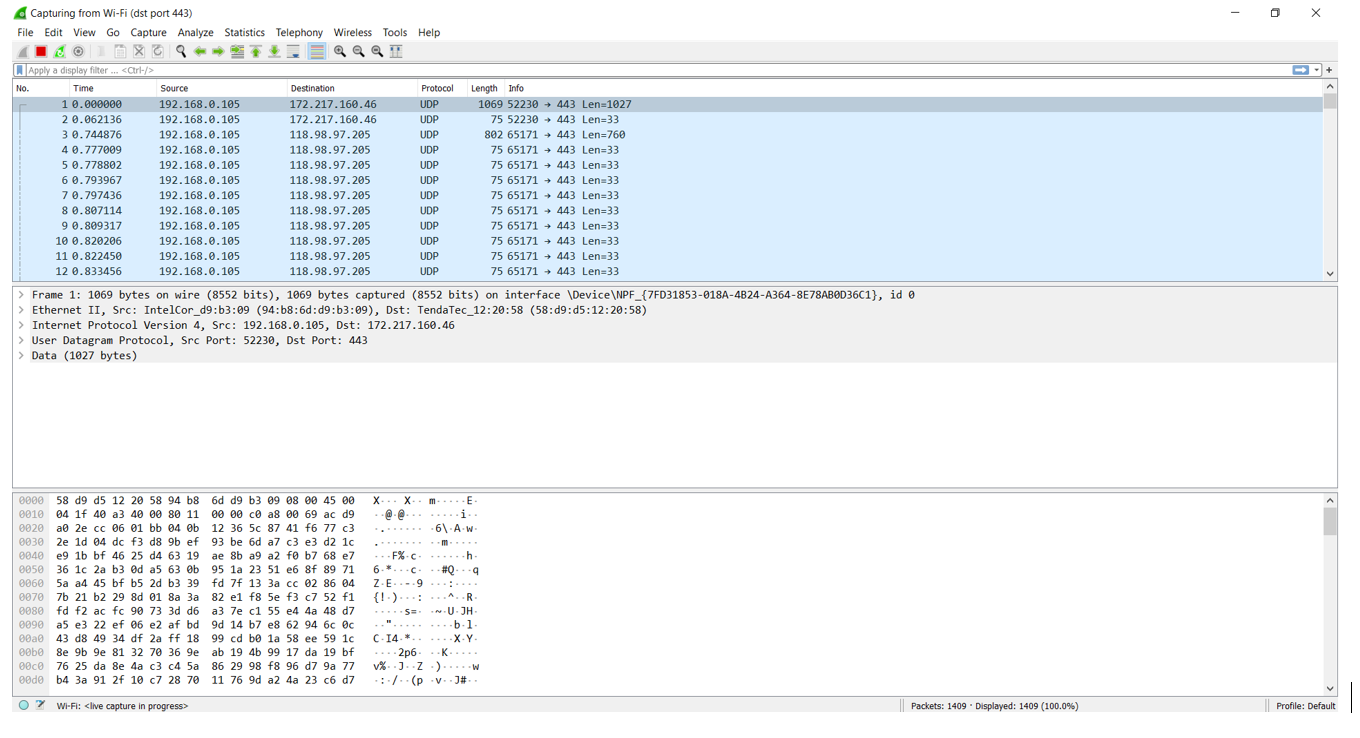 Capturing from Wi-Fi (dst port 443)
File Edit View Go Capture Analyze Statistics Telephony Wireless Tools Help
Apply a display filter ... <Ctrl-/>
No. Time Source Destination Protocol Length Info
1 0.000000 192.168.0.105 172.217.160.46 UDP 1069 52230 → 443 Len=1027
2 0.062136 192.168.0.105 172.217.160.46 UDP 75 52230 → 443 Len=33
3 0.744876 192.168.0.105 118.98.97.205 UDP 802 65171 → 443 Len=760
4 0.777009 192.168.0.105 118.98.97.205 UDP 75 65171 → 443 Len=33
5 0.778802 192.168.0.105 118.98.97.205 UDP 75 65171 → 443 Len=33
6 0.793967 192.168.0.105 118.98.97.205 UDP 75 65171 → 443 Len=33
7 0.797436 192.168.0.105 118.98.97.205 UDP 75 65171 → 443 Len=33
8 0.807114 192.168.0.105 118.98.97.205 UDP 75 65171 → 443 Len=33
9 0.809317 192.168.0.105 118.98.97.205 UDP 75 65171 → 443 Len=33
10 0.820206 192.168.0.105 118.98.97.205 UDP 75 65171 → 443 Len=33
11 0.822450 192.168.0.105 118.98.97.205 UDP 75 65171 → 443 Len=33
12 0.833456 192.168.0.105 118.98.97.205 UDP 75 65171 → 443 Len=33
Frame 1: 1069 bytes on wire (8552 bits), 1069 bytes captured (8552 bits) on interface \Device\NPF_{7FD31853-018A-4B24-A364-8E78AB0D36C1}, id 0
Ethernet II, Src: IntelCor_d9:b3:09 (94:b8:6d:d9:b3:09), Dst: TendaTec_12:20:58 (58:d9:d5:12:20:58)
Internet Protocol Version 4, Src: 192.168.0.105, Dst: 172.217.160.46
User Datagram Protocol, Src Port: 52230, Dst Port: 443
Data (1027 bytes)
0000 58 d9 d5 12 20 58 94 b8 6d d9 b3 09 08 00 45 00 X··· X·· m·····E·
0010 04 1f 40 a3 40 00 80 11 00 00 c0 a8 00 69 ac d9 ··@·@··· ·····i··
0020 a0 2e cc 06 01 bb 04 0b 12 36 5c 87 41 f6 77 c3 ·.······ ·6\·A·w·
0030 2e 1d 04 dc f3 d8 9b ef 93 be 6d a7 c3 e3 d2 1c .······· ··m·····
0040 e9 1b bf 46 25 d4 63 19 ae 8b a9 a2 f0 b7 68 e7 ···F%·c· ······h·
0050 36 1c 2a b3 0d a5 63 0b 95 1a 23 51 e6 8f 89 71 6·*···c· ··#Q···q
0060 5a a4 45 bf b5 2d b3 39 fd 7f 13 3a cc 02 86 04 Z·E··-·9 ···:····
0070 7b 21 b2 29 8d 01 8a 3a 82 e1 f8 5e f3 c7 52 f1 {!·)···: ···^··R·
0080 fd f2 ac fc 90 73 3d d6 a3 7e c1 55 e4 4a 48 d7 ·····s=· ·~·U·JH·
0090 a5 e3 22 ef 06 e2 af bd 9d 14 b7 e8 62 94 6c 0c ··"····· ····b·l·
00a0 43 d8 49 34 df 2a ff 18 99 cd b0 1a 58 ee 59 1c C·I4·*·· ····X·Y·
00b0 8e 9b 9e 81 32 70 36 9e ab 19 4b 99 17 da 19 bf ····2p6· ··K·····
00c0 76 25 da 8e 4a c3 c4 5a 86 29 98 f8 96 d7 9a 77 v%··J··Z ·)·····w
00d0 b4 3a 91 2f 10 c7 28 70 11 76 9d a2 4a 23 c6 d7 ·:·/··(p ·v··J#··
Wi-Fi: <live capture in progress> Packets: 1409 · Displayed: 1409 (100.0%) Profile: Default